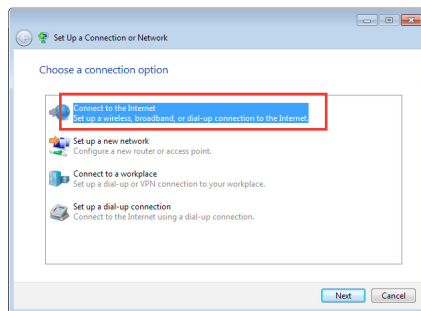 Set Up a Connection or Network
Choose a connection option
Connect to the Internet
Set up a wireless, broadband, or dial-up connection to the Internet.
Set up a new network
Configure a new router or access point.
Connect to a workplace
Set up a dial-up or VPN connection to your workplace.
Set up a dial-up connection
Connect to the Internet using a dial-up connection.
Next Cancel